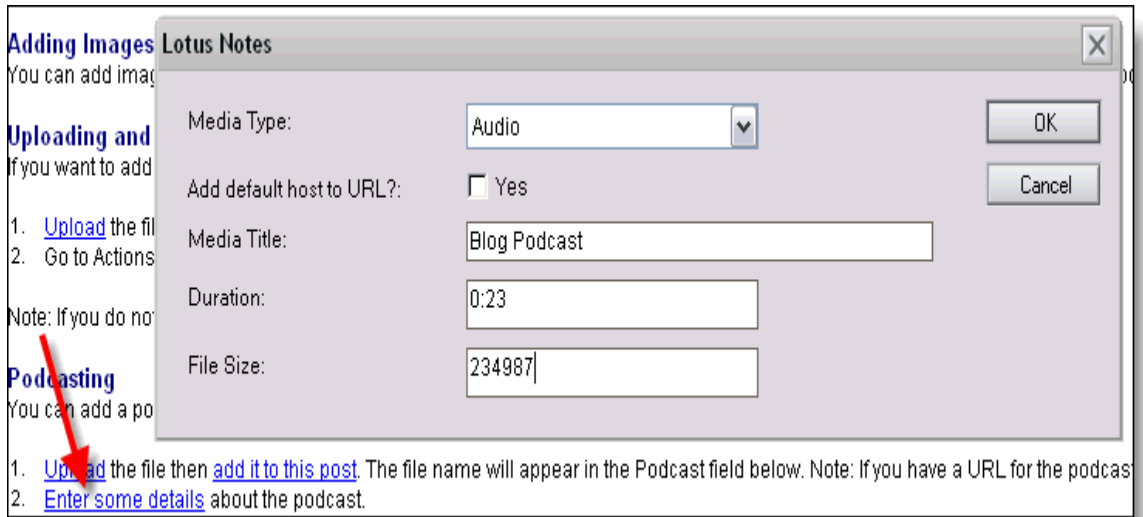 Adding Images
You can add
Lotus Notes
Media Type:
Audio
OK
Add default host to URL?:
Yes
Cancel
Media Title:
Blog Podcast
Duration:
0:23
File Size:
234987
Uploading and
If you want to add
1. Upload the
2. Go to Actions
Note: If you do
Podcasting
You can add a
1. Upload the file then add it to this post. The file name will appear in the Podcast field below. Note: If you have a URL for the podcas
2. Enter some details about the podcast.